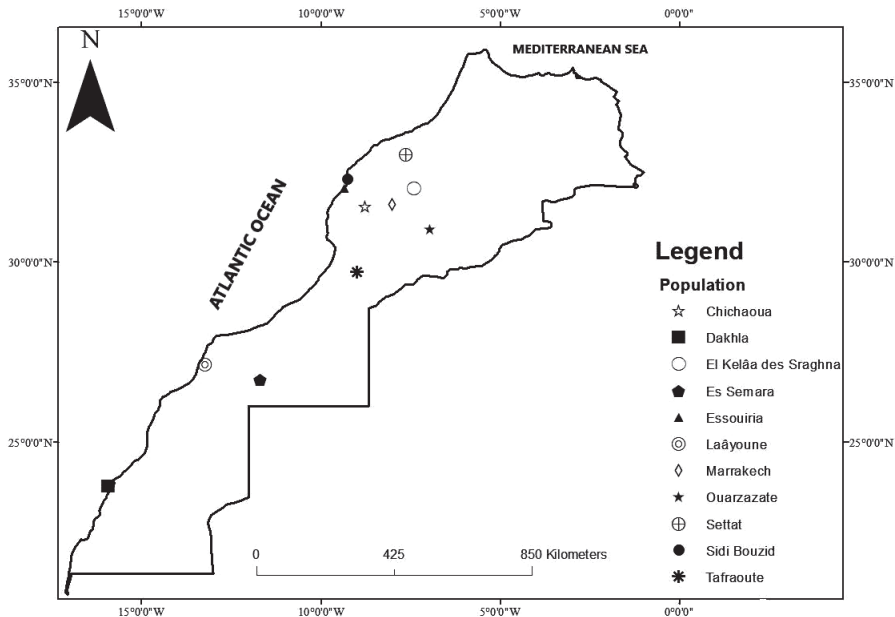 15°0'0"W 10°0'0"W 5°0'0"W 0°0'0"
N
MEDITERRANEAN SEA
35°0'0"N 35°0'0"N
ATLANTIC OCEAN
30°0'0"N 30°0'0"N
25°0'0"N 25°0'0"N
Legend
Population
Chichaoua
Dakhla
El Kelâa des Sraghna
Es Semara
Essouiria
Laâyoune
Marrakech
Ouarzazate
Settat
Sidi Bouzid
Tafraoute
0 425 850 Kilometers
15°0'0"W 10°0'0"W 5°0'0"W 0°0'0"